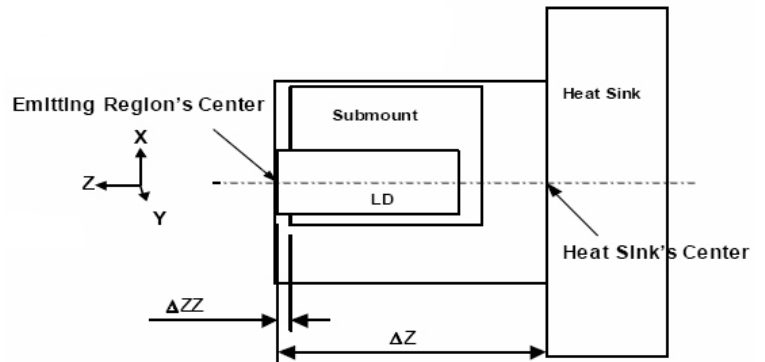 Heat Sink
Emitting Region's Center
Submount
X
Z
Y
LD
Heat Sink's Center
ΔZZ
ΔZ